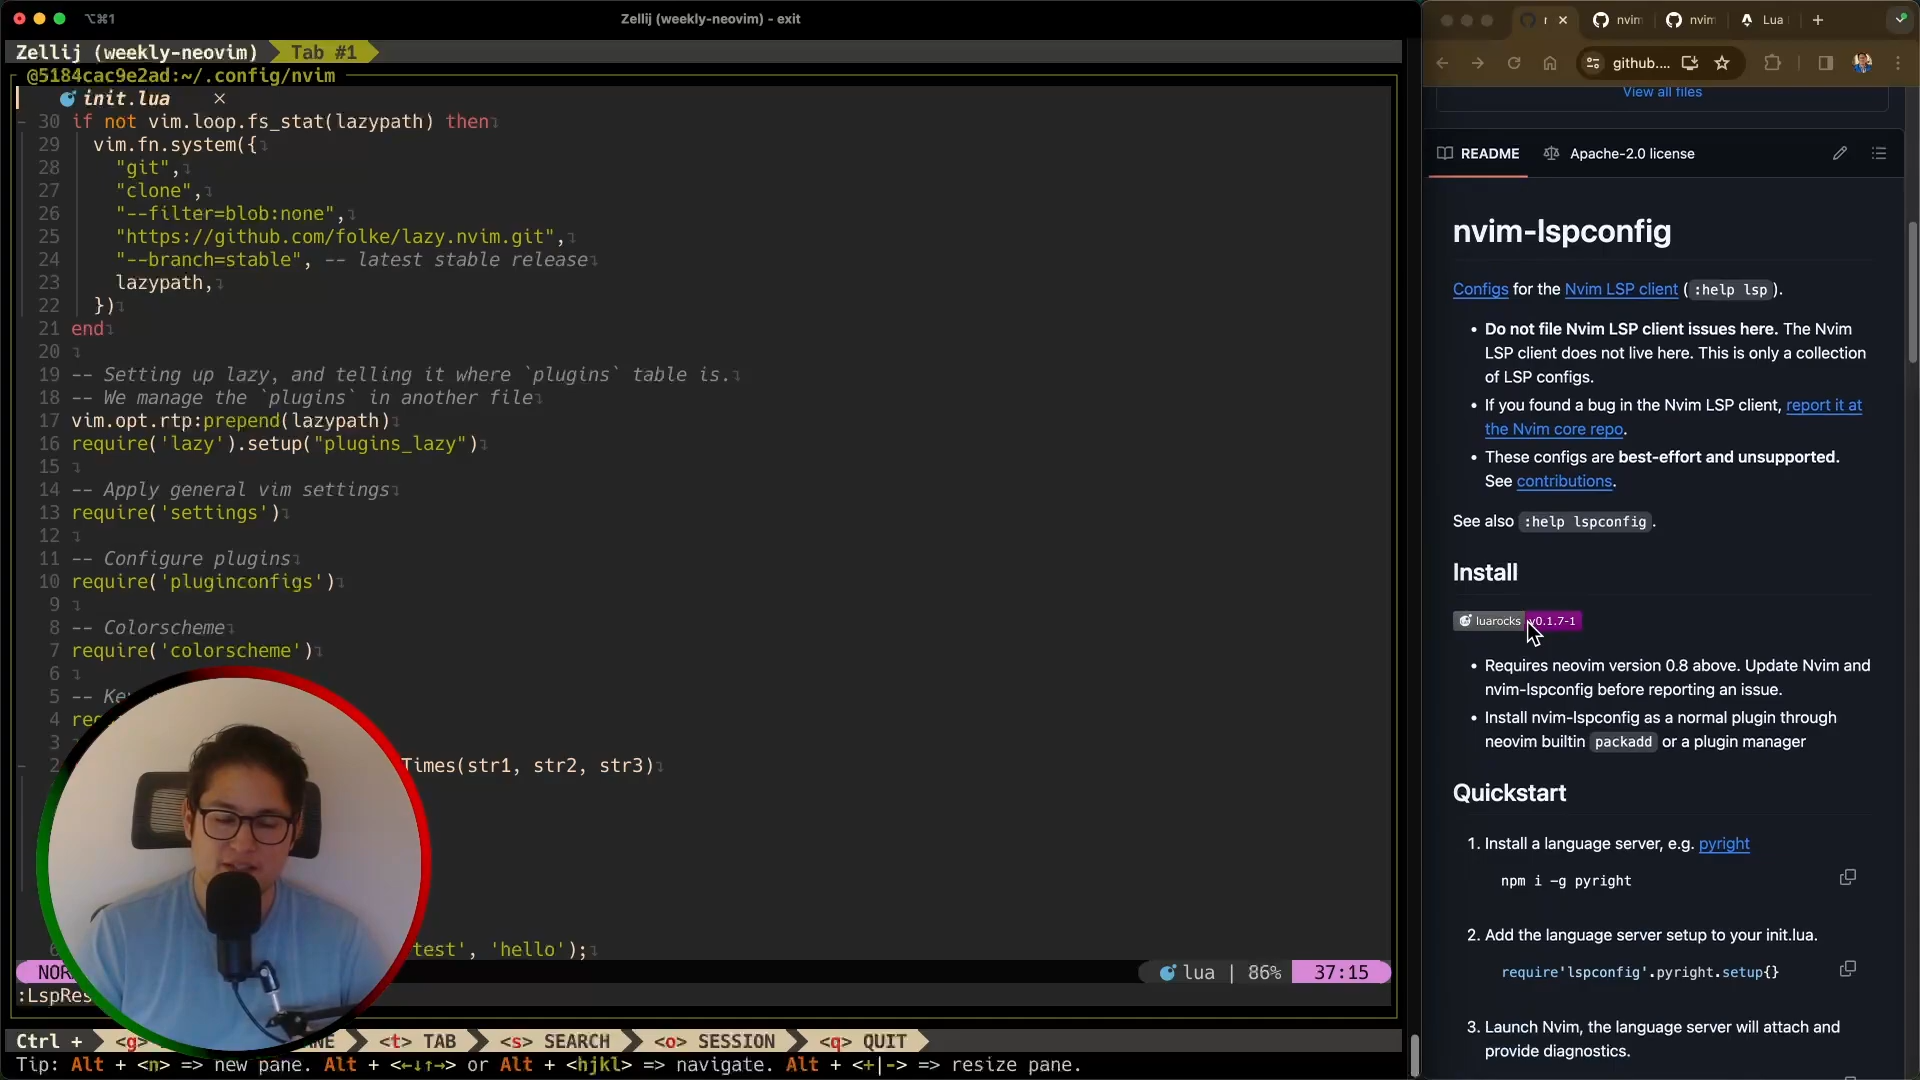 ⌥⌘1
Zellij (weekly-neovim) - exit
Zellij (weekly-neovim) Tab #1
@5184cac9e2ad:~/.config/nvim
init.lua ×
30 if not vim.loop.fs_stat(lazypath) then
29 vim.fn.system({
28 "git",
27 "clone",
26 "--filter=blob:none",
25 "https://github.com/folke/lazy.nvim.git",
24 "--branch=stable", -- latest stable release
23 lazypath,
22 })
21 end
20
19 -- Setting up lazy, and telling it where `plugins` table is.
18 -- We manage the `plugins` in another file
17 vim.opt.rtp:prepend(lazypath)
16 require('lazy').setup("plugins_lazy")
15
14 -- Apply general vim settings
13 require('settings')
12
11 -- Configure plugins
10 require('pluginconfigs')
9
8 -- Colorscheme
7 require('colorscheme')
6
5 -- Ke
4 req
3
2 Times(str1, str2, str3)
test', 'hello');
NOR lua | 86% 37:15
:LspRes
Ctrl + <g> NE <t> TAB <s> SEARCH <o> SESSION <q> QUIT
Tip: Alt + <n> => new pane. Alt + <←↓↑→> or Alt + <hjkl> => navigate. Alt + <+|-> => resize pane.
nvim nvim Lua
github....
View all files
README Apache-2.0 license
nvim-lspconfig
Configs for the Nvim LSP client ( :help lsp ).
• Do not file Nvim LSP client issues here. The Nvim
LSP client does not live here. This is only a collection
of LSP configs.
• If you found a bug in the Nvim LSP client, report it at
the Nvim core repo.
• These configs are best-effort and unsupported.
See contributions.
See also :help lspconfig .
Install
luarocks v0.1.7-1
• Requires neovim version 0.8 above. Update Nvim and
nvim-lspconfig before reporting an issue.
• Install nvim-lspconfig as a normal plugin through
neovim builtin packadd or a plugin manager
Quickstart
1. Install a language server, e.g. pyright
npm i -g pyright
2. Add the language server setup to your init.lua.
require'lspconfig'.pyright.setup{}
3. Launch Nvim, the language server will attach and
provide diagnostics.